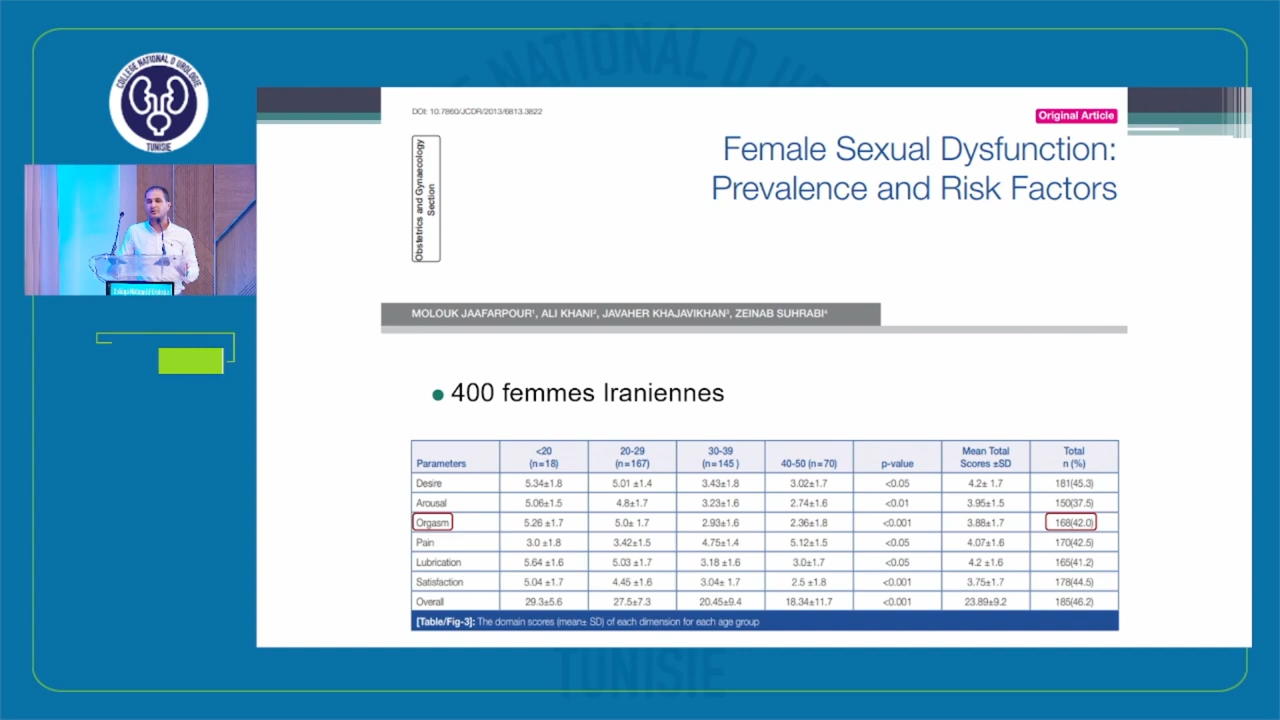 COLLEGE NATIONAL D UROLOGIE
TUNISIE
DOI: 10.7860/JCDR/2013/6813.3822
Original Article
Obstetrics and Gynaecology
Section
Female Sexual Dysfunction:
Prevalence and Risk Factors
MOLOUK JAAFARPOUR¹, ALI KHANI², JAVAHER KHAJAVIKHAN³, ZEINAB SUHRABI⁴
• 400 femmes Iraniennes
Parameters <20 (n=18) 20-29 (n=167) 30-39 (n=145 ) 40-50 (n=70) p-value Mean Total Scores ±SD Total n (%)
Desire 5.34±1.8 5.01 ±1.4 3.43±1.8 3.02±1.7 <0.05 4.2± 1.7 181(45.3)
Arousal 5.06±1.5 4.8±1.7 3.23±1.6 2.74±1.6 <0.01 3.95±1.5 150(37.5)
Orgasm 5.26 ±1.7 5.0± 1.7 2.93±1.6 2.36±1.8 <0.001 3.88±1.7 168(42.0)
Pain 3.0 ±1.8 3.42±1.5 4.75±1.4 5.12±1.5 <0.05 4.07±1.6 170(42.5)
Lubrication 5.64 ±1.6 5.03 ±1.7 3.18 ±1.6 3.0±1.7 <0.05 4.2 ±1.6 165(41.2)
Satisfaction 5.04 ±1.7 4.45 ±1.6 3.04± 1.7 2.5 ±1.8 <0.001 3.75±1.7 178(44.5)
Overall 29.3±5.6 27.5±7.3 20.45±9.4 18.34±11.7 <0.001 23.89±9.2 185(46.2)
[Table/Fig-3]: The domain scores (mean± SD) of each dimension for each age group
NATIONAL D
TUNISIE